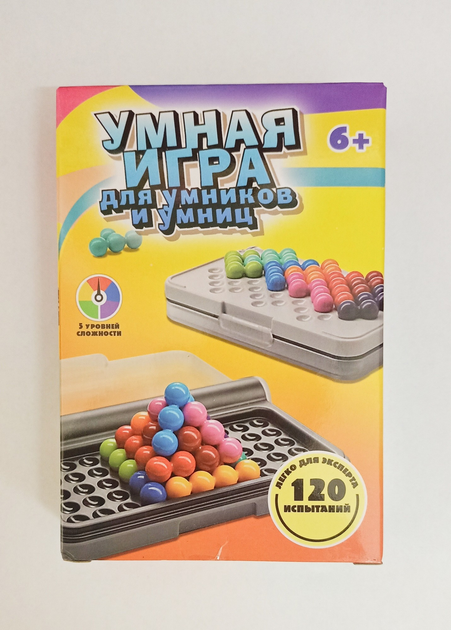 УМНАЯ
ИГРА
для умников
и умниц
6+
5 УРОВНЕЙ
СЛОЖНОСТИ
ЛЕГКО ДЛЯ ЭКСПЕРТА
120
ИСПЫТАНИЙ